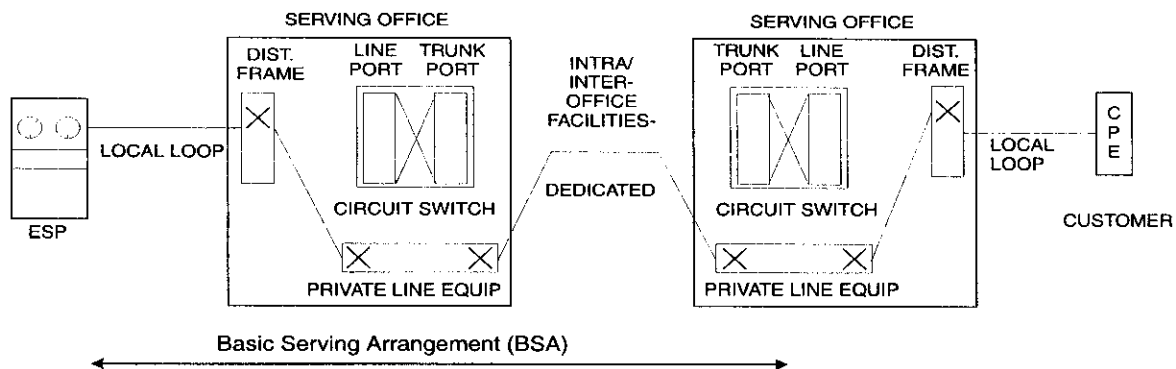 SERVING OFFICE
DIST.
FRAME
LINE
PORT
TRUNK
PORT
LOCAL LOOP
ESP
CIRCUIT SWITCH
PRIVATE LINE EQUIP
INTRA/
INTER-
OFFICE
FACILITIES-
DEDICATED
SERVING OFFICE
TRUNK
PORT
LINE
PORT
DIST.
FRAME
CIRCUIT SWITCH
PRIVATE LINE EQUIP
LOCAL
LOOP
C
P
E
CUSTOMER
Basic Serving Arrangement (BSA)